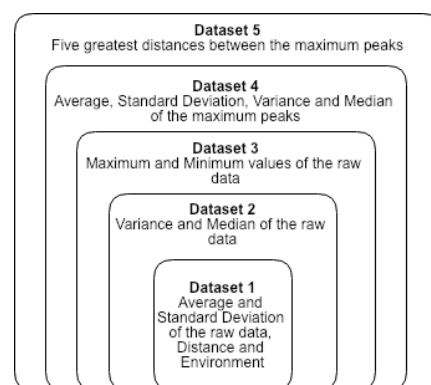 Dataset 5
Five greatest distances between the maximum peaks
Dataset 4
Average, Standard Deviation, Variance and Median
of the maximum peaks
Dataset 3
Maximum and Minimum values of the raw
data
Dataset 2
Variance and Median of the raw
data
Dataset 1
Average and
Standard Deviation
of the raw data,
Distance and
Environment